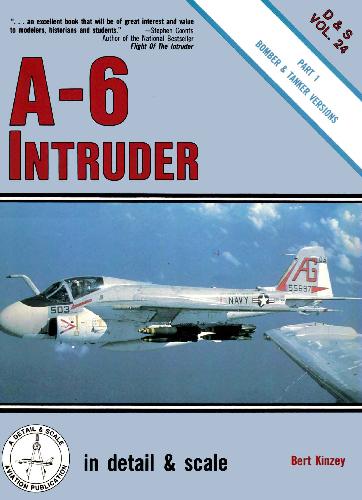 ". . . an excellent book that will be of great interest and value
to modelers, historians and students." —Stephen Coonts
Author of the National Bestseller
Flight Of The Intruder
D & S
VOL. 24
PART 1
BOMBER & TANKER VERSIONS
A-6
INTRUDER
AG
NAVY
503
A DETAIL & SCALE
AVIATION PUBLICATION
in detail & scale
Bert Kinzey